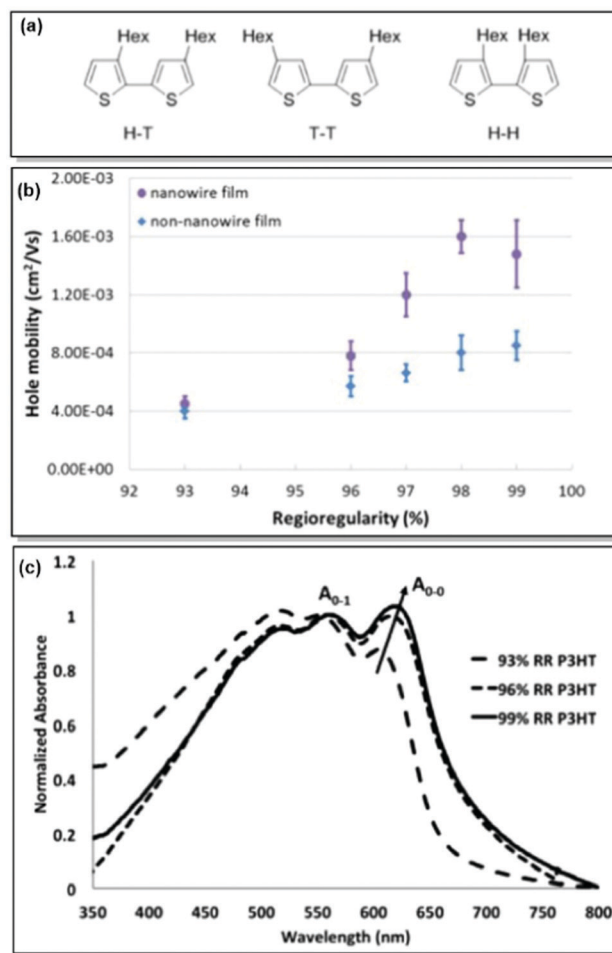 (a)
Hex Hex Hex Hex Hex Hex
S S S S S S
H-T T-T H-H
(b)
2.00E-03
1.60E-03
1.20E-03
8.00E-04
4.00E-04
0.00E+00
Hole mobility (cm²/Vs)
nanowire film
non-nanowire film
92 93 94 95 96 97 98 99 100
Regioregularity (%)
(c)
1.2
1
0.8
0.6
0.4
0.2
0
Normalized Absorbance
A0-1
A0-0
93% RR P3HT
96% RR P3HT
99% RR P3HT
350 400 450 500 550 600 650 700 750 800
Wavelength (nm)